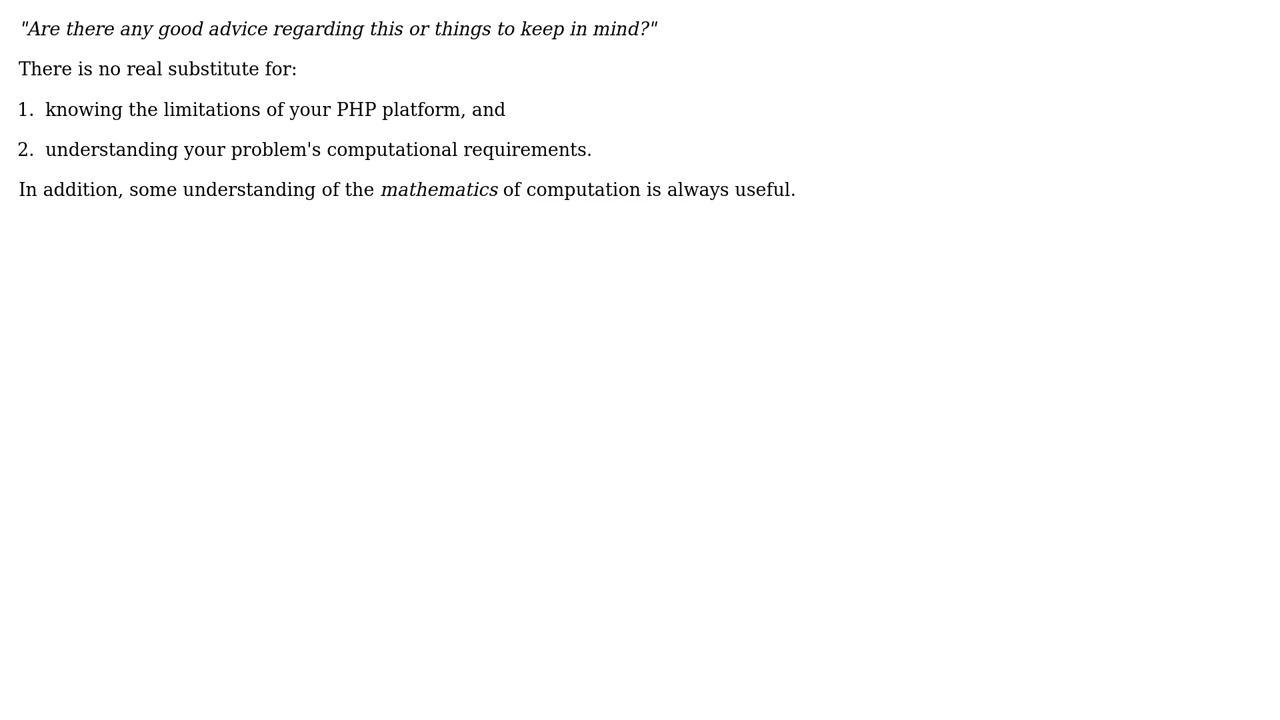 "Are there any good advice regarding this or things to keep in mind?"
There is no real substitute for:
1. knowing the limitations of your PHP platform, and
2. understanding your problem's computational requirements.
In addition, some understanding of the mathematics of computation is always useful.